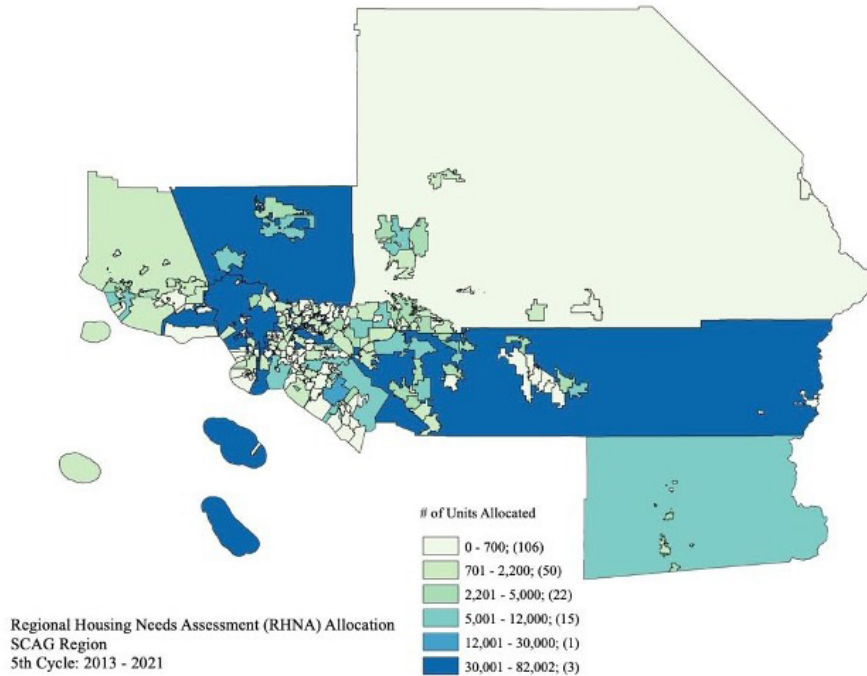 # of Units Allocated
0 - 700; (106)
701 - 2,200; (50)
2,201 - 5,000; (22)
5,001 - 12,000; (15)
12,001 - 30,000; (1)
30,001 - 82,002; (3)
Regional Housing Needs Assessment (RHNA) Allocation
SCAG Region
5th Cycle: 2013 - 2021